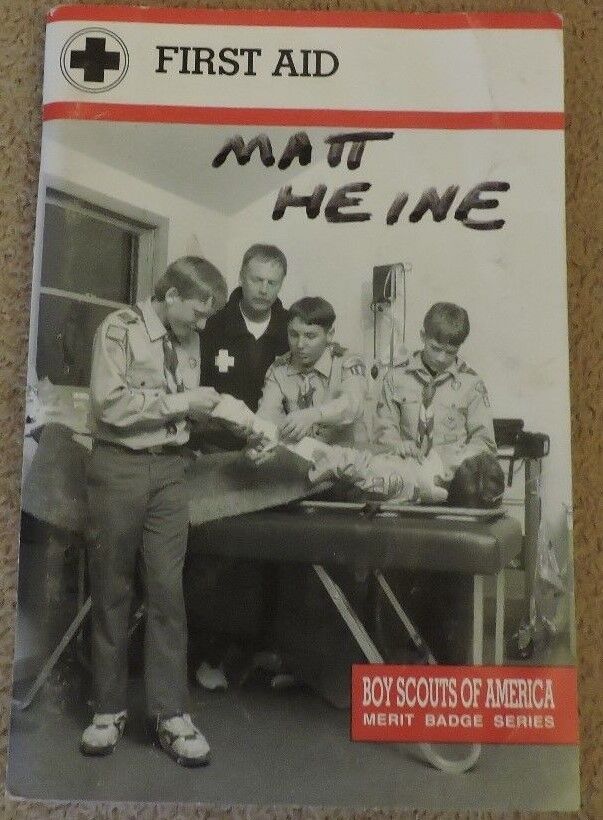 FIRST AID
MATT
HEINE
BOY SCOUTS OF AMERICA
MERIT BADGE SERIES